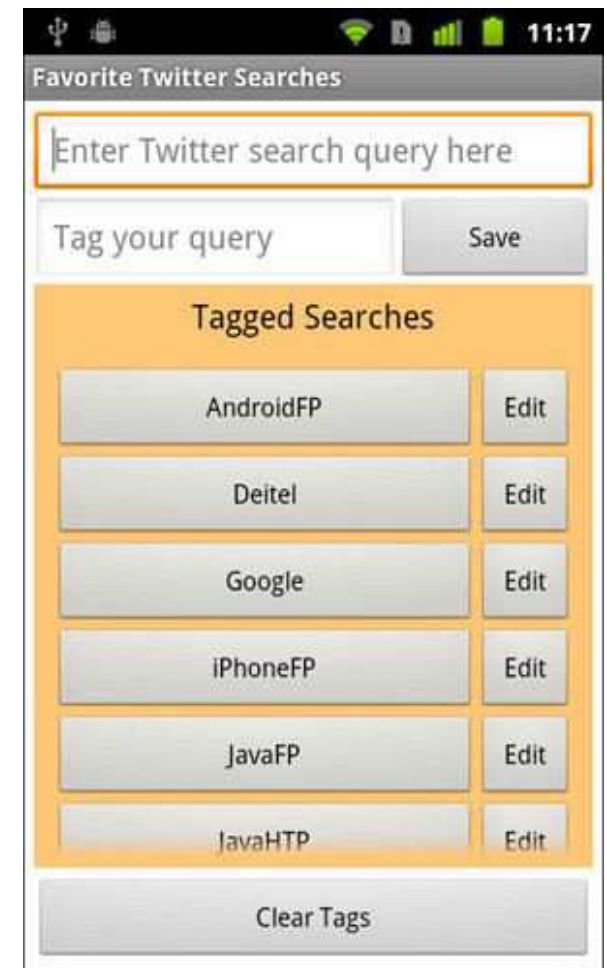 11:17
Favorite Twitter Searches
Enter Twitter search query here
Tag your query Save
Tagged Searches
AndroidFP Edit
Deitel Edit
Google Edit
iPhoneFP Edit
JavaFP Edit
JavaHTP Edit
Clear Tags